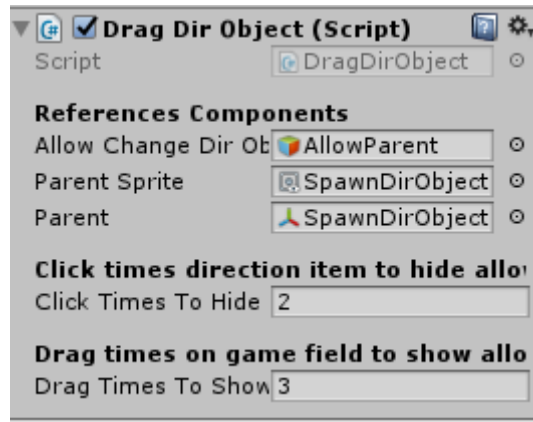 Drag Dir Object (Script)
Script DragDirObject
References Components
Allow Change Dir Ob AllowParent
Parent Sprite SpawnDirObject
Parent SpawnDirObject
Click times direction item to hide allo
Click Times To Hide 2
Drag times on game field to show allo
Drag Times To Show 3